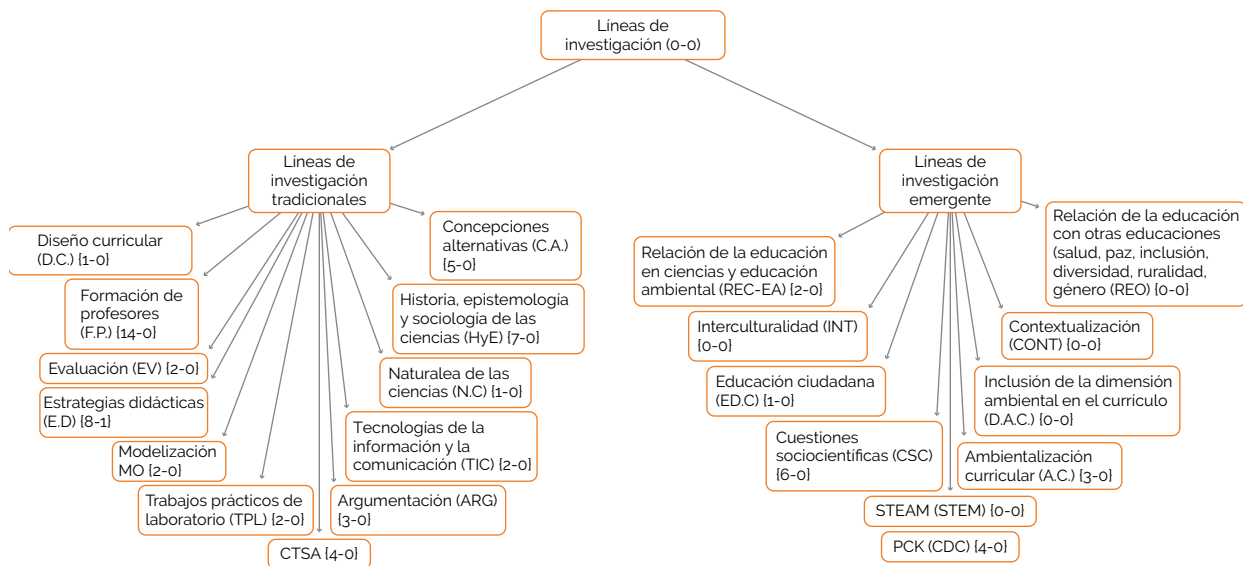 Líneas de
investigación (0-0)
Líneas de
investigación
tradicionales
Diseño curricular
(D.C.) {1-0}
Formación de
profesores
(F.P.) {14-0}
Evaluación (EV) {2-0}
Estrategias didácticas
(E.D) {8-1}
Modelización
MO {2-0}
Trabajos prácticos de
laboratorio (TPL) {2-0}
CTSA {4-0}
Argumentación (ARG)
{3-0}
Tecnologías de la
información y la
comunicación (TIC) {2-0}
Naturalea de las
ciencias (N.C) {1-0}
Historia, epistemología
y sociología de las
ciencias (HyE) {7-0}
Concepciones
alternativas (C.A.)
{5-0}
Líneas de
investigación
emergente
Relación de la educación
en ciencias y educación
ambiental (REC-EA) {2-0}
Interculturalidad (INT)
{0-0}
Educación ciudadana
(ED.C) {1-0}
Cuestiones
sociocientíficas (CSC)
{6-0}
STEAM (STEM) {0-0}
PCK (CDC) {4-0}
Ambientalización
curricular (A.C.) {3-0}
Inclusión de la dimensión
ambiental en el currículo
(D.A.C.) {0-0}
Contextualización
(CONT) {0-0}
Relación de la educación
con otras educaciones
(salud, paz, inclusión,
diversidad, ruralidad,
género (REO) {0-0}